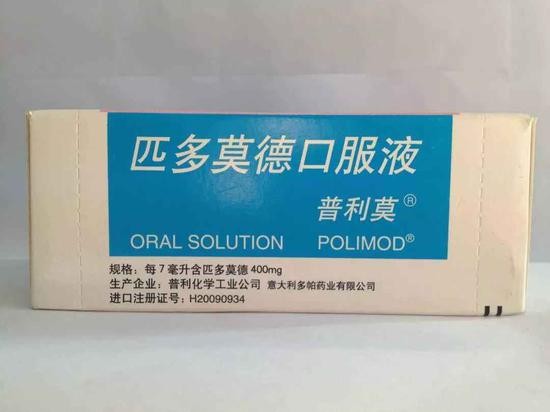 匹多莫德口服液
普利莫®
ORAL SOLUTION POLIMOD®
规格：每7毫升含匹多莫德400mg
生产企业：普利化学工业公司 意大利多帕药业有限公司
进口注册证号：H20090934